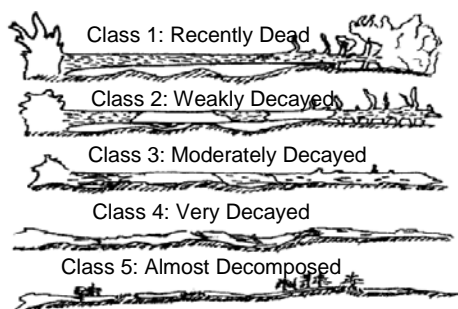 Class 1: Recently Dead
Class 2: Weakly Decayed
Class 3: Moderately Decayed
Class 4: Very Decayed
Class 5: Almost Decomposed